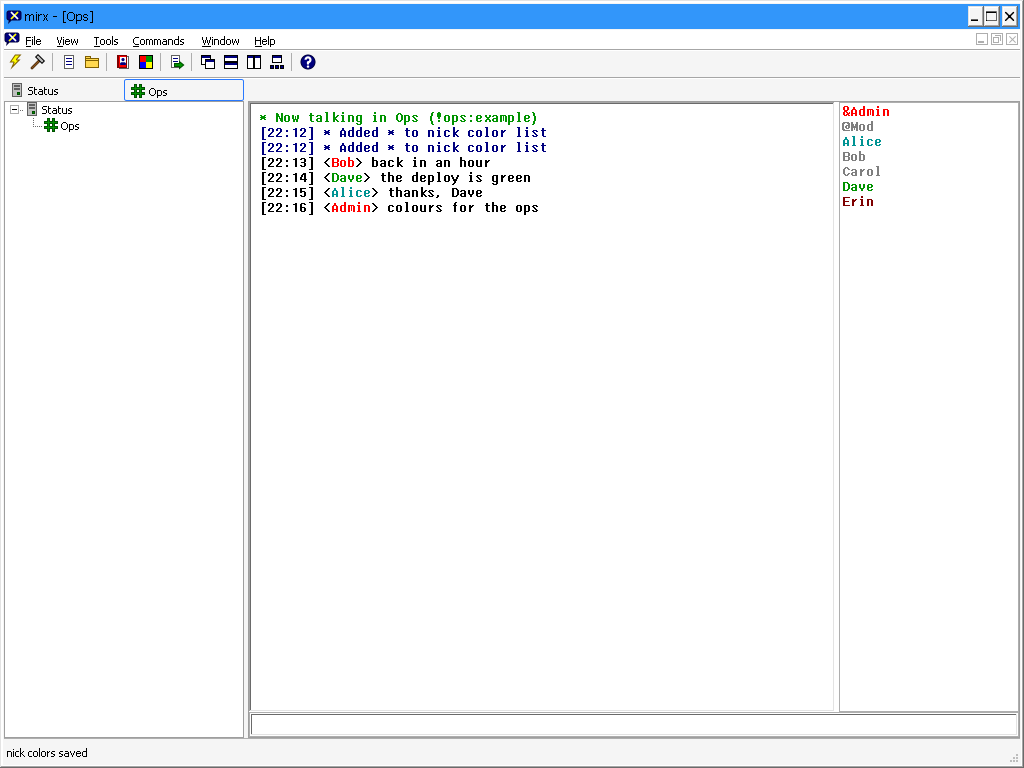 mirx - [Ops]
File View Tools Commands Window Help
Status Ops
Status
Ops
* Now talking in Ops (!ops:example)
[22:12] * Added * to nick color list
[22:12] * Added * to nick color list
[22:13] <Bob> back in an hour
[22:14] <Dave> the deploy is green
[22:15] <Alice> thanks, Dave
[22:16] <Admin> colours for the ops
&Admin
@Mod
Alice
Bob
Carol
Dave
Erin
nick colors saved